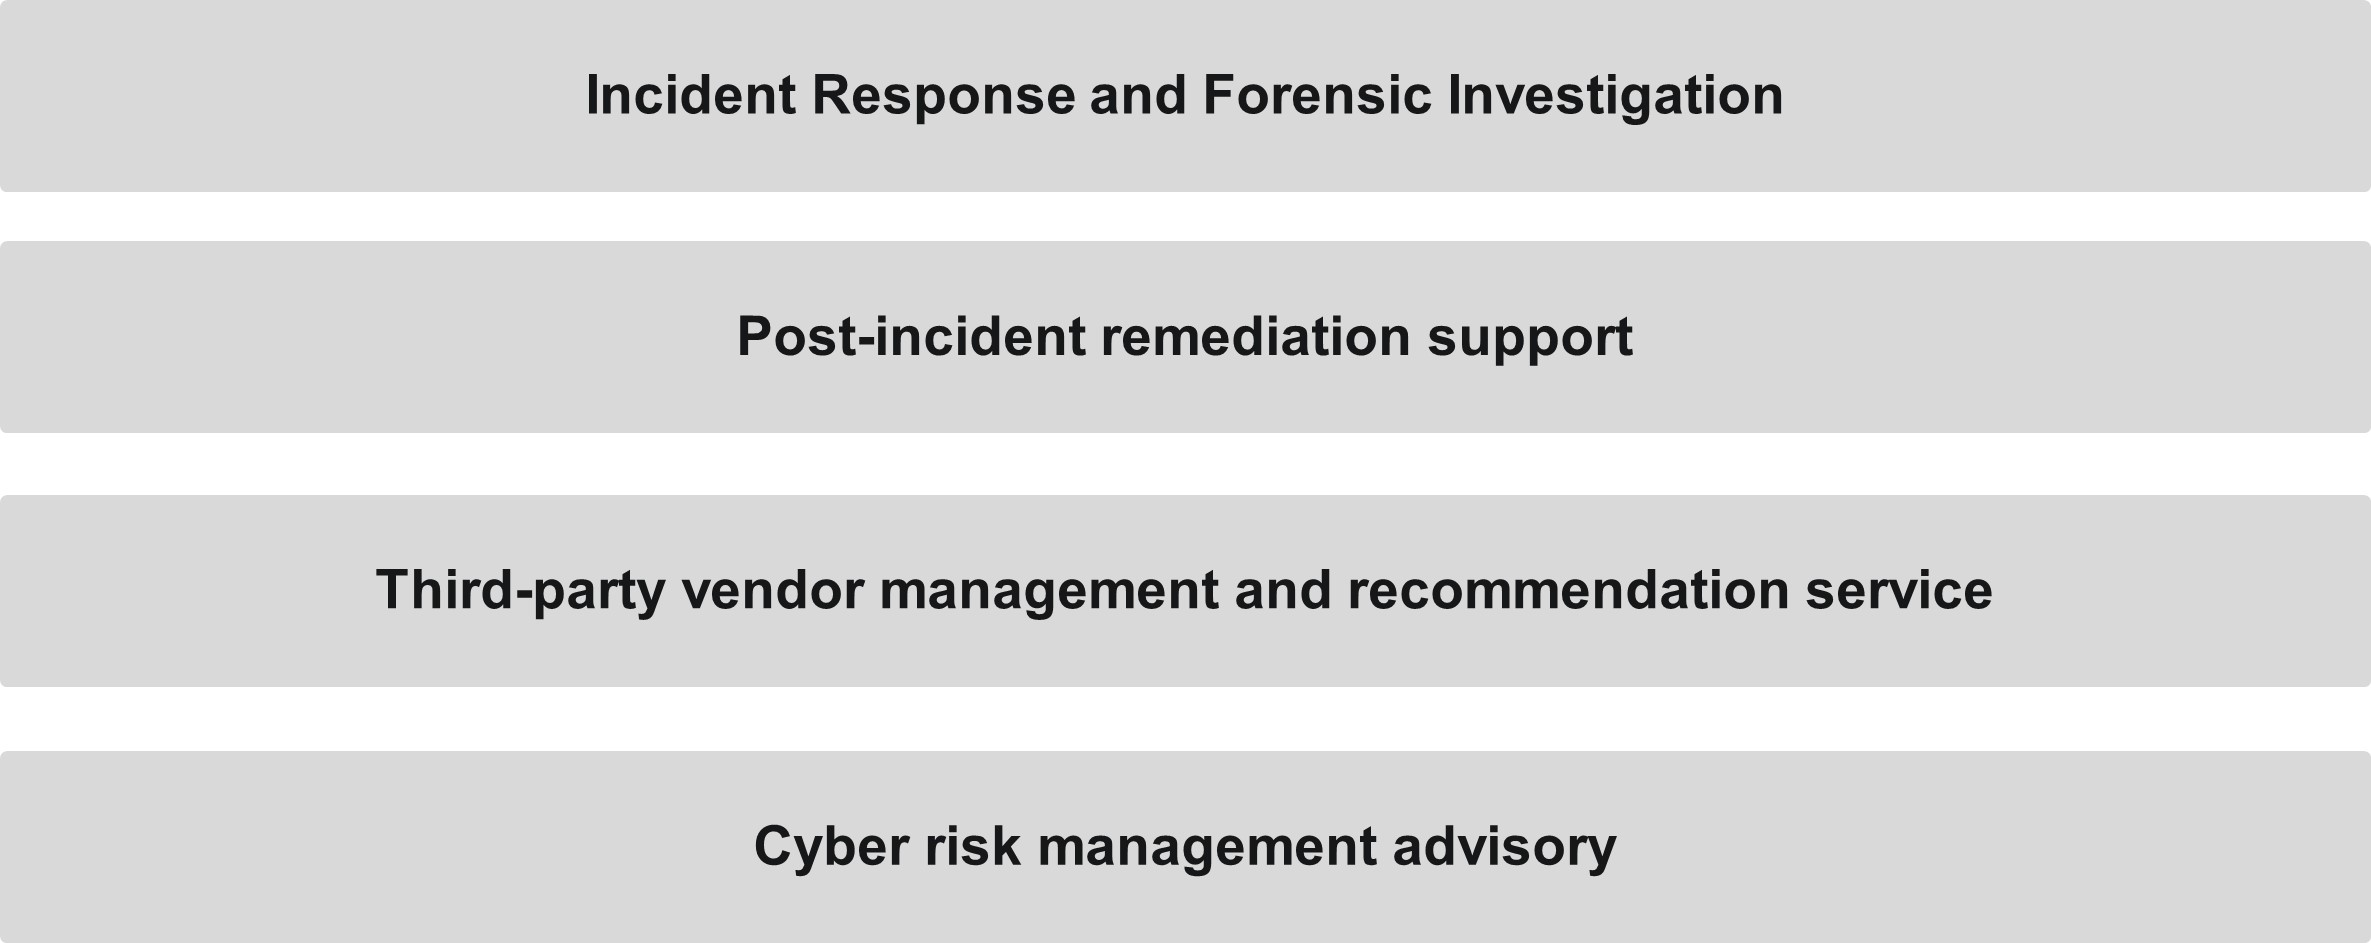 Incident Response and Forensic Investigation
Post-incident remediation support
Third-party vendor management and recommendation service
Cyber risk management advisory